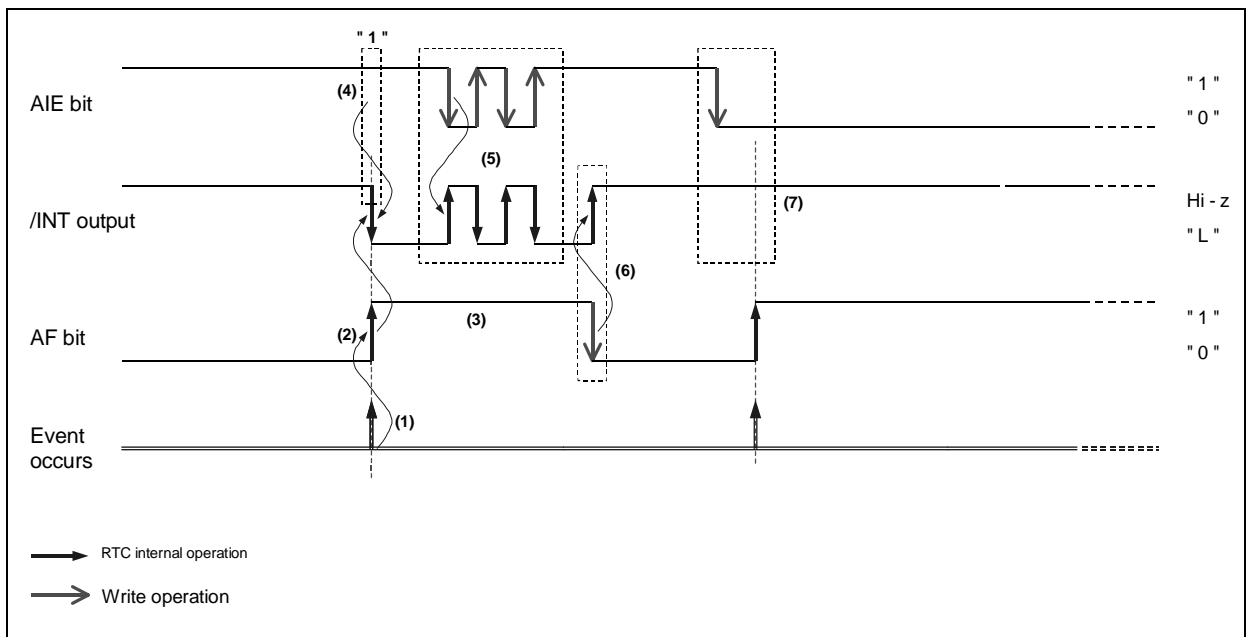 " 1 "
AIE bit
(4)
(5)
" 1 "
" 0 "
/INT output
(7)
Hi - z
" L "
(6)
AF bit
(2)
(3)
" 1 "
" 0 "
(1)
Event
occurs
RTC internal operation
Write operation